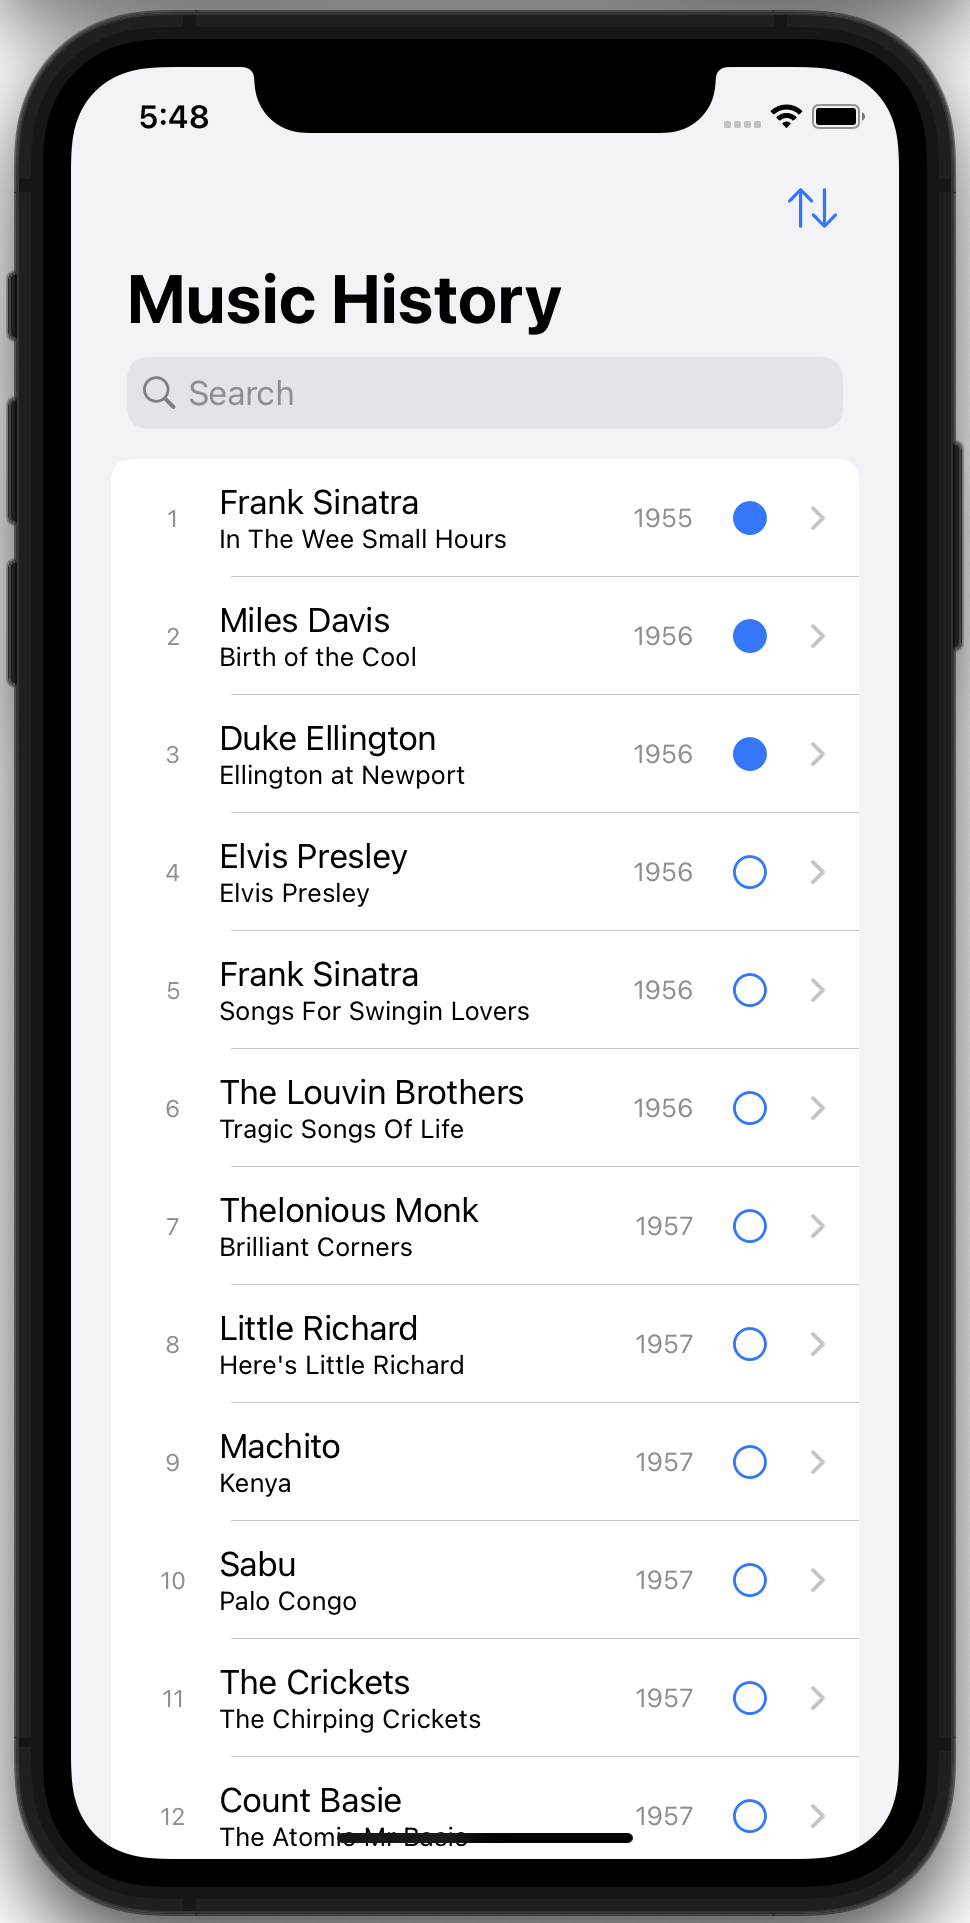 5:48
Music History
Search
1 Frank Sinatra 1955
In The Wee Small Hours
2 Miles Davis 1956
Birth of the Cool
3 Duke Ellington 1956
Ellington at Newport
4 Elvis Presley 1956
Elvis Presley
5 Frank Sinatra 1956
Songs For Swingin Lovers
6 The Louvin Brothers 1956
Tragic Songs Of Life
7 Thelonious Monk 1957
Brilliant Corners
8 Little Richard 1957
Here's Little Richard
9 Machito 1957
Kenya
10 Sabu 1957
Palo Congo
11 The Crickets 1957
The Chirping Crickets
12 Count Basie 1957
The Atomic Mr Basie